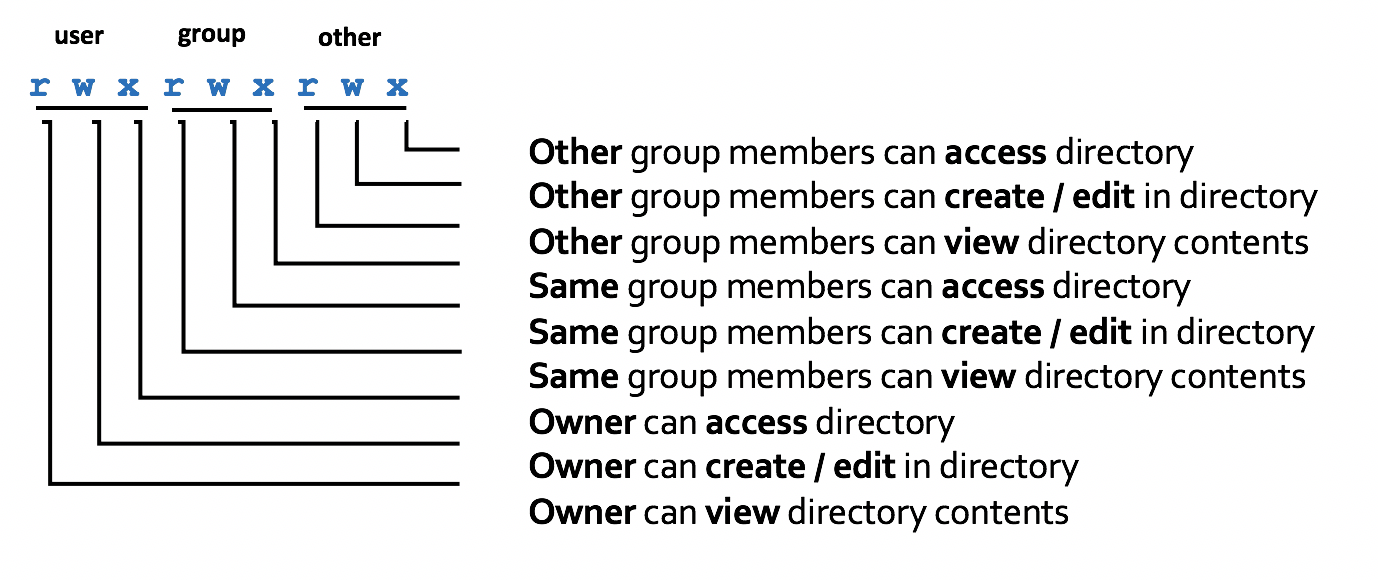 user group other
r w x r w x r w x
Other group members can access directory
Other group members can create / edit in directory
Other group members can view directory contents
Same group members can access directory
Same group members can create / edit in directory
Same group members can view directory contents
Owner can access directory
Owner can create / edit in directory
Owner can view directory contents